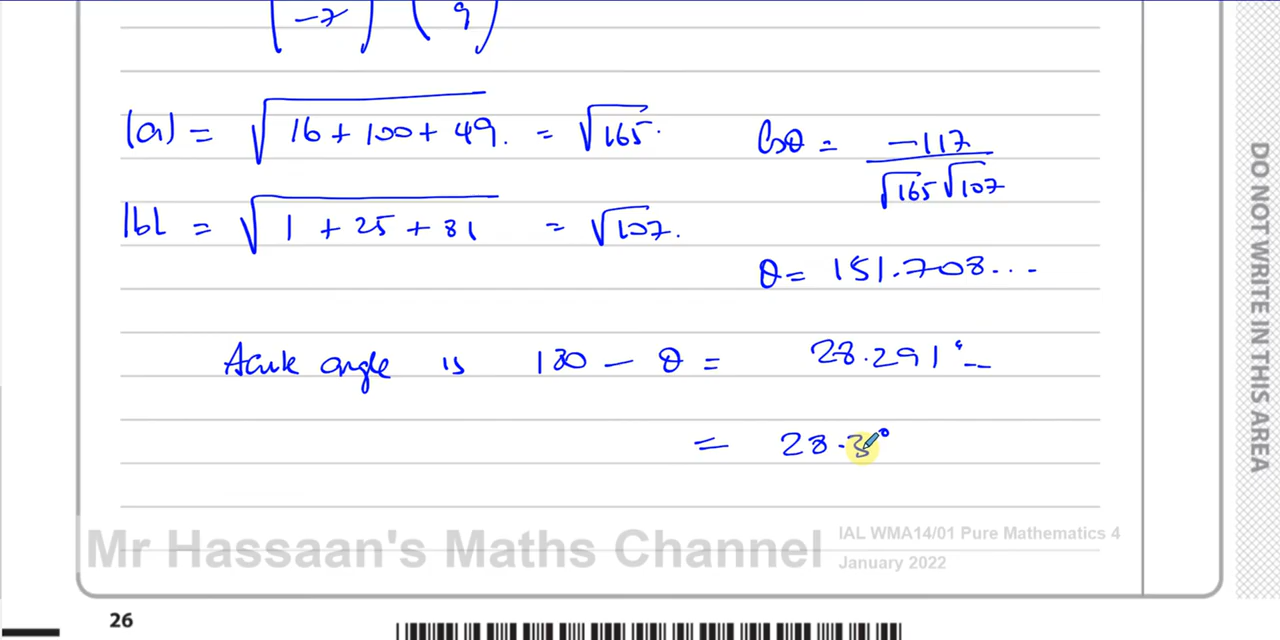 (−7) (9)
|a| = √16 + 100 + 49. = √165.
Cosθ = −117 / √165 √107
|b| = √1 + 25 + 81 = √107.
θ = 151.708...
Acute angle is 180 − θ = 28.291°--
= 28.3°
Mr Hassaan's Maths Channel
IAL WMA14/01 Pure Mathematics 4
January 2022
26
DO NOT WRITE IN THIS AREA